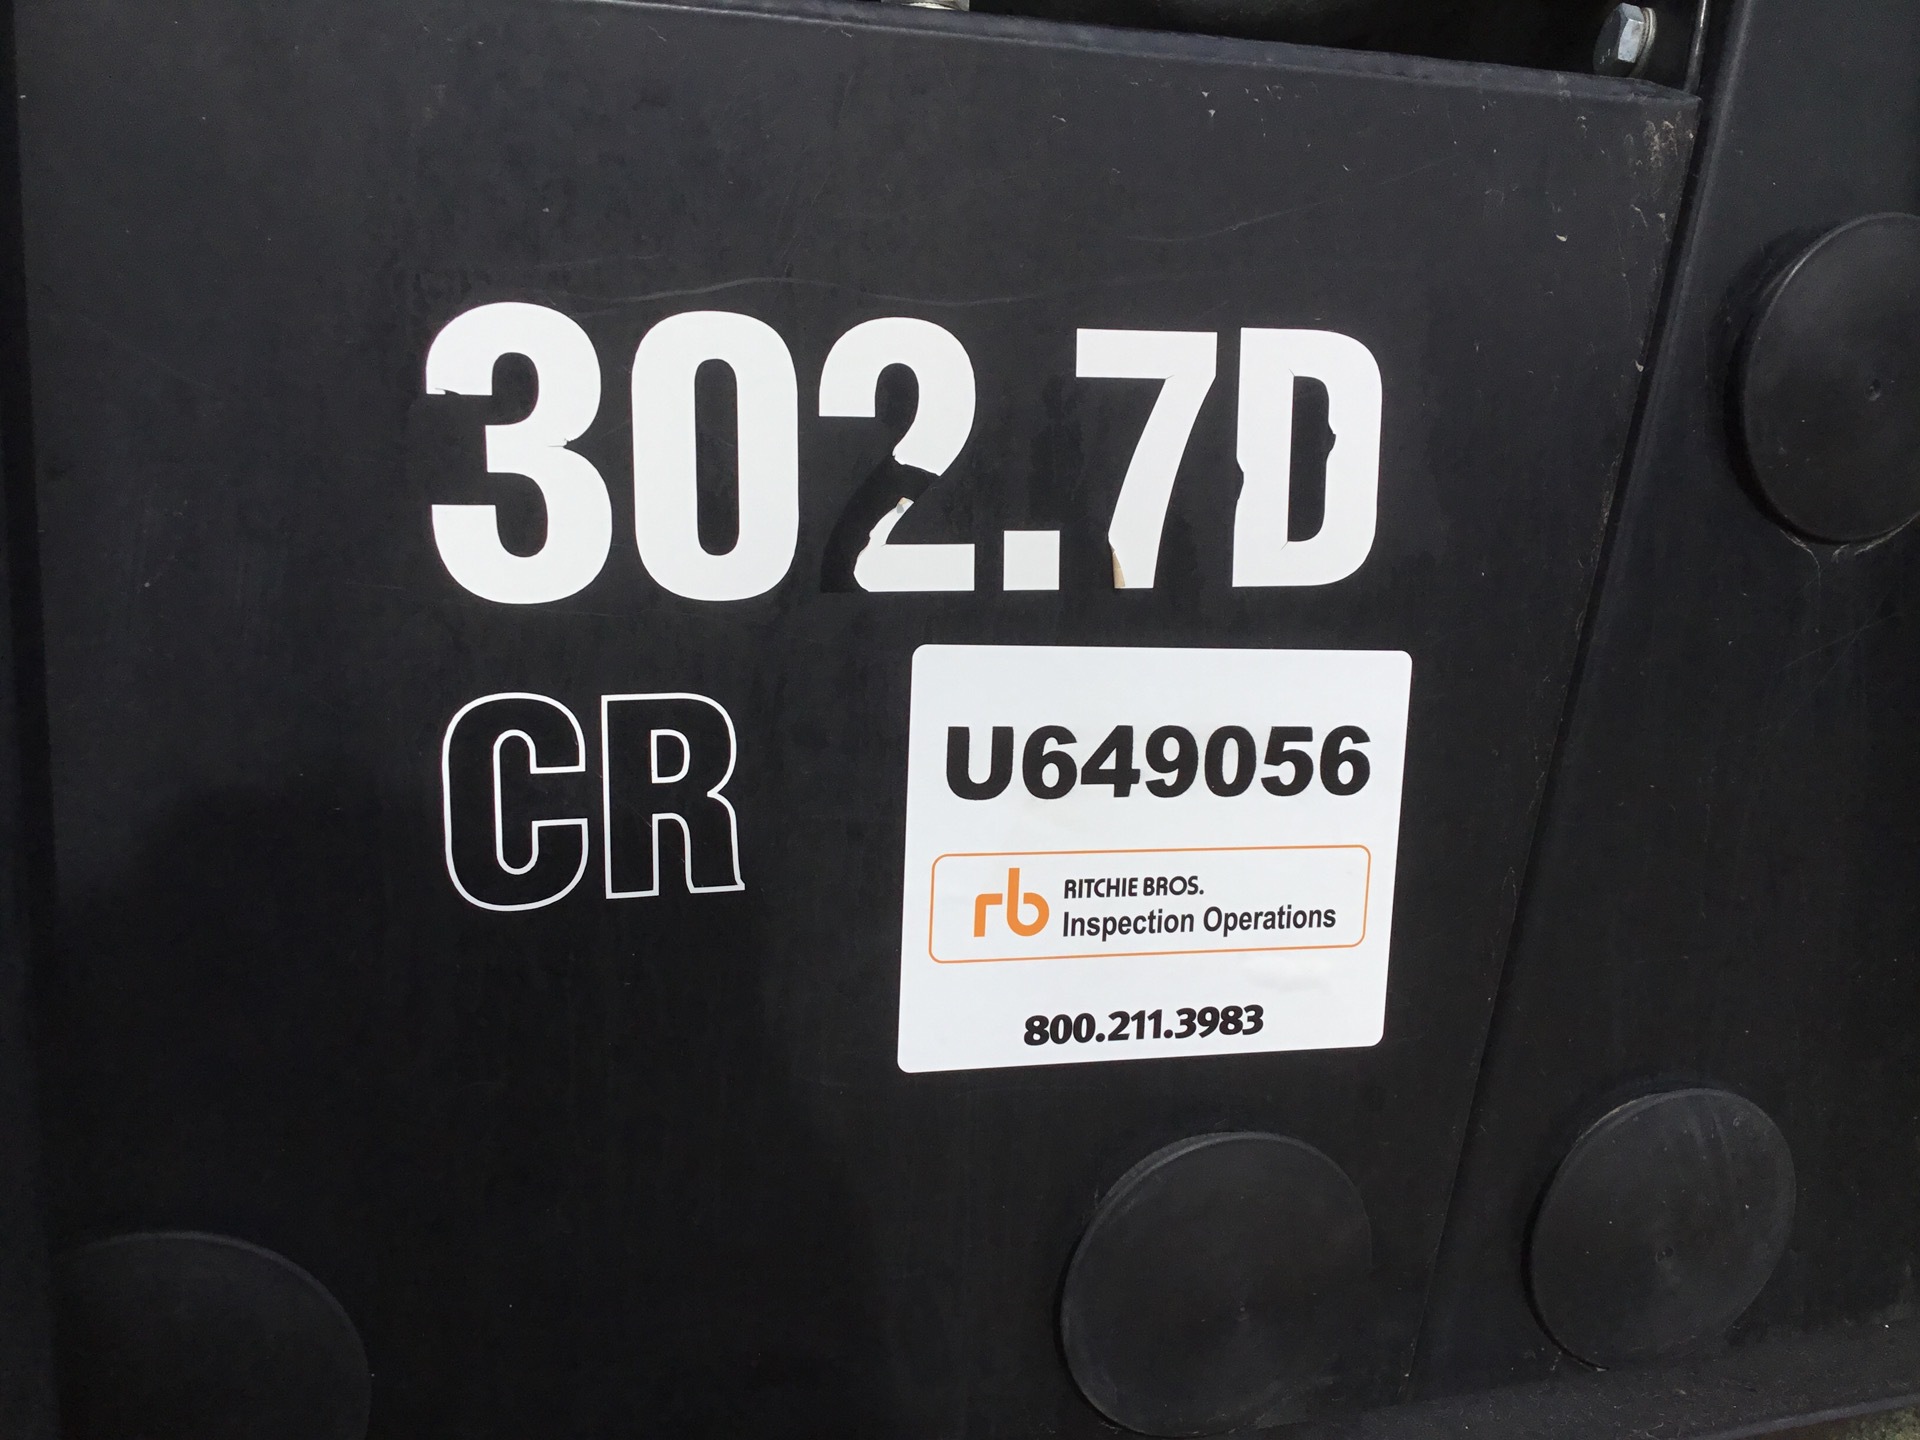 302.7D
CR
U649056
rb
RITCHIE BROS.
Inspection Operations
800.211.3983